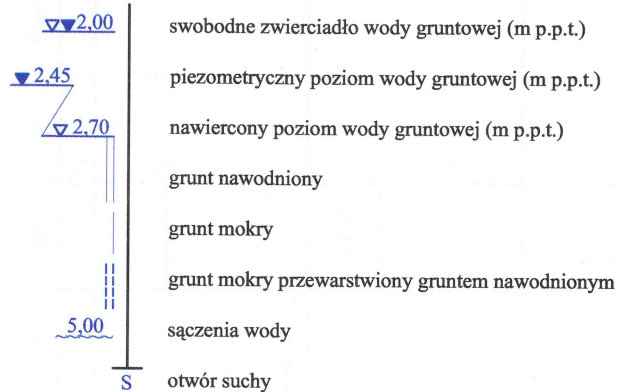 2,00 swobodne zwierciadło wody gruntowej (m p.p.t.)
2,45 piezometryczny poziom wody gruntowej (m p.p.t.)
2,70 nawiercony poziom wody gruntowej (m p.p.t.)
grunt nawodniony
grunt mokry
grunt mokry przewarstwiony gruntem nawodnionym
5,00 sączenia wody
S otwór suchy